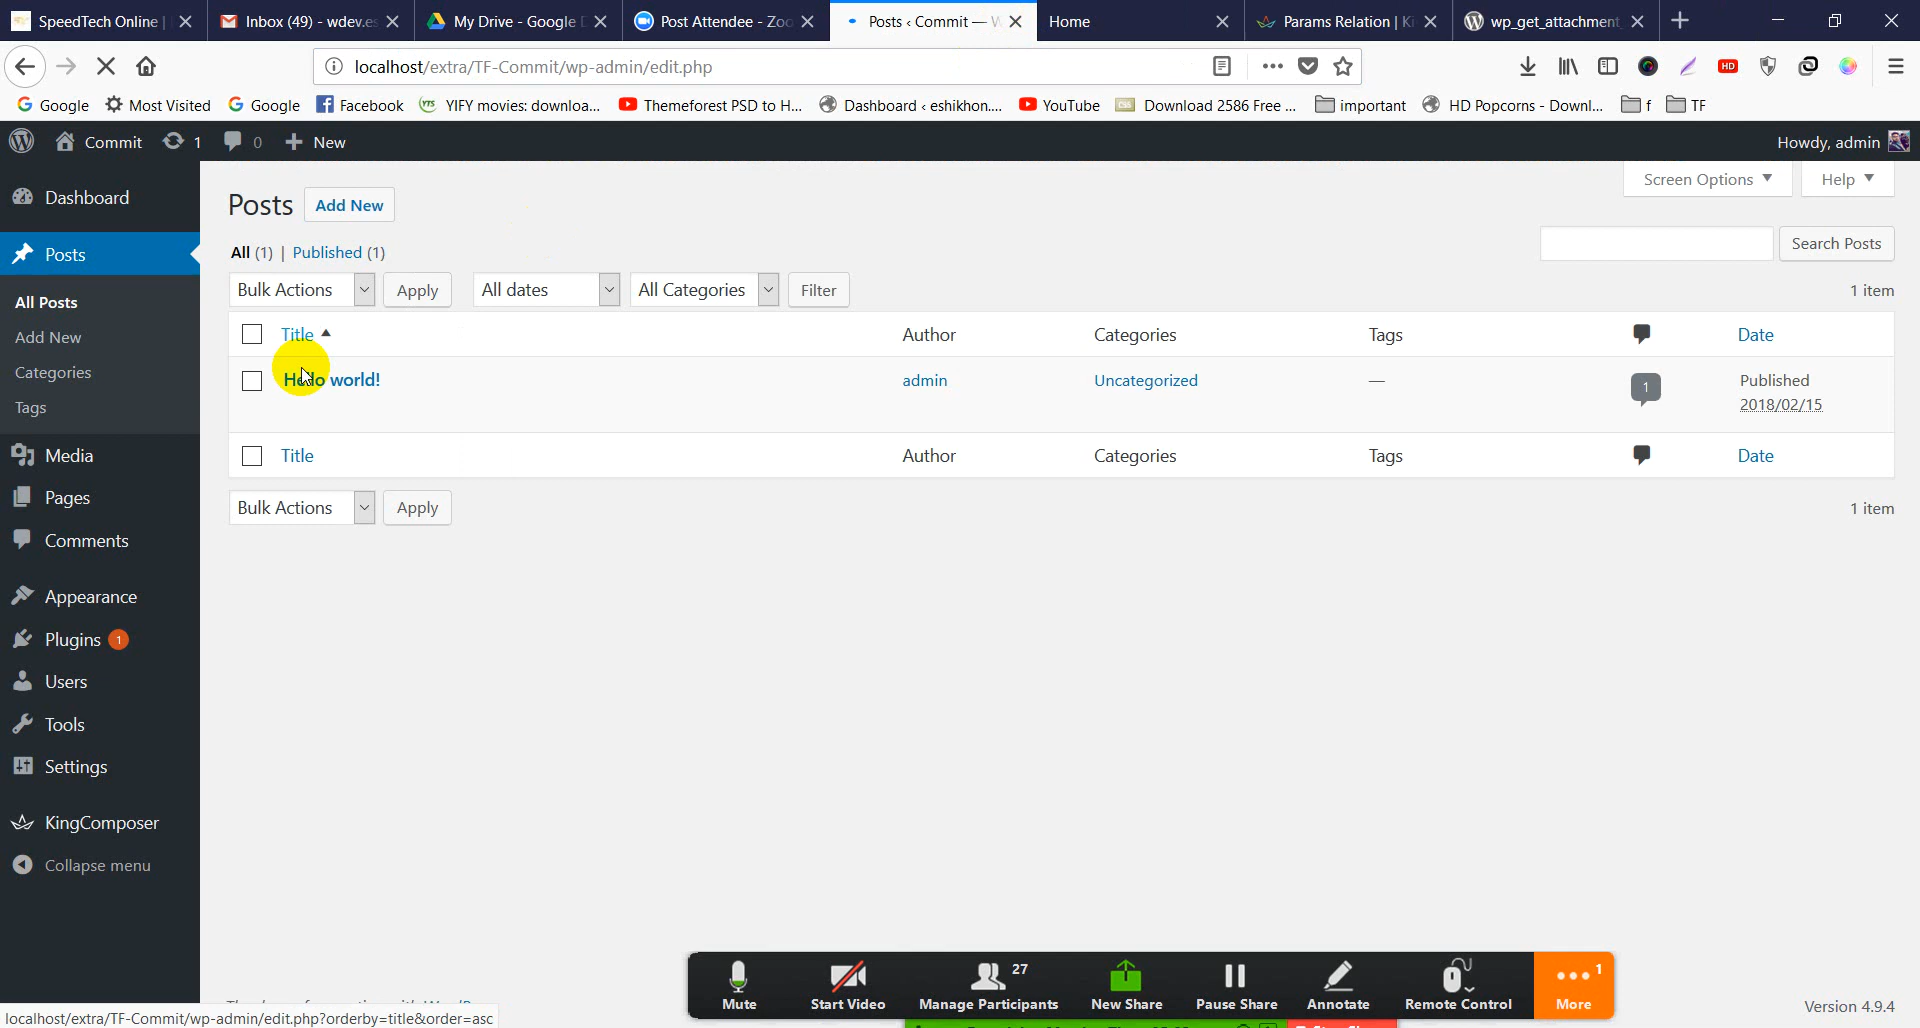 SpeedTech Online |
Inbox (49) - wdev.es
My Drive - Google D
Post Attendee - Zoo
Posts ‹ Commit — W
Home
Params Relation | Ki
wp_get_attachment
localhost/extra/TF-Commit/wp-admin/edit.php
HD
Google
Most Visited
Google
Facebook
YTS
YIFY movies: downloa...
Themeforest PSD to H...
Dashboard ‹ eshikhon....
YouTube
CSS
Download 2586 Free ...
important
HD Popcorns - Downl...
f
TF
Commit
1
0
New
Howdy, admin
Dashboard
Posts
All Posts
Add New
Categories
Tags
Media
Pages
Comments
Appearance
Plugins 1
Users
Tools
Settings
KingComposer
Collapse menu
Screen Options
Help
Posts
Add New
All (1) | Published (1)
Search Posts
Bulk Actions
Apply
All dates
All Categories
Filter
1 item
Title
Author
Categories
Tags
Date
Hello world!
admin
Uncategorized
—
1
Published
2018/02/15
Title
Author
Categories
Tags
Date
Bulk Actions
Apply
1 item
Mute
Start Video
27
Manage Participants
New Share
Pause Share
Annotate
Remote Control
1
More
Version 4.9.4
localhost/extra/TF-Commit/wp-admin/edit.php?orderby=title&order=asc